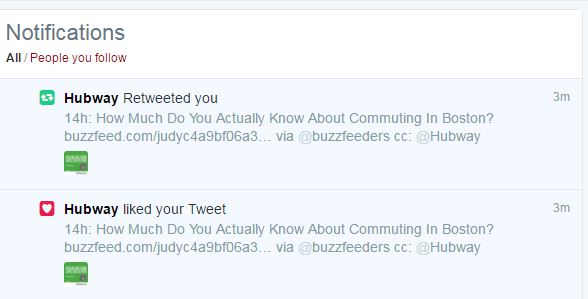 Notifications
All / People you follow
Hubway Retweeted you 3m
14h: How Much Do You Actually Know About Commuting In Boston?
buzzfeed.com/judyc4a9bf06a3... via @buzzfeeders cc: @Hubway
Hubway liked your Tweet 3m
14h: How Much Do You Actually Know About Commuting In Boston?
buzzfeed.com/judyc4a9bf06a3... via @buzzfeeders cc: @Hubway